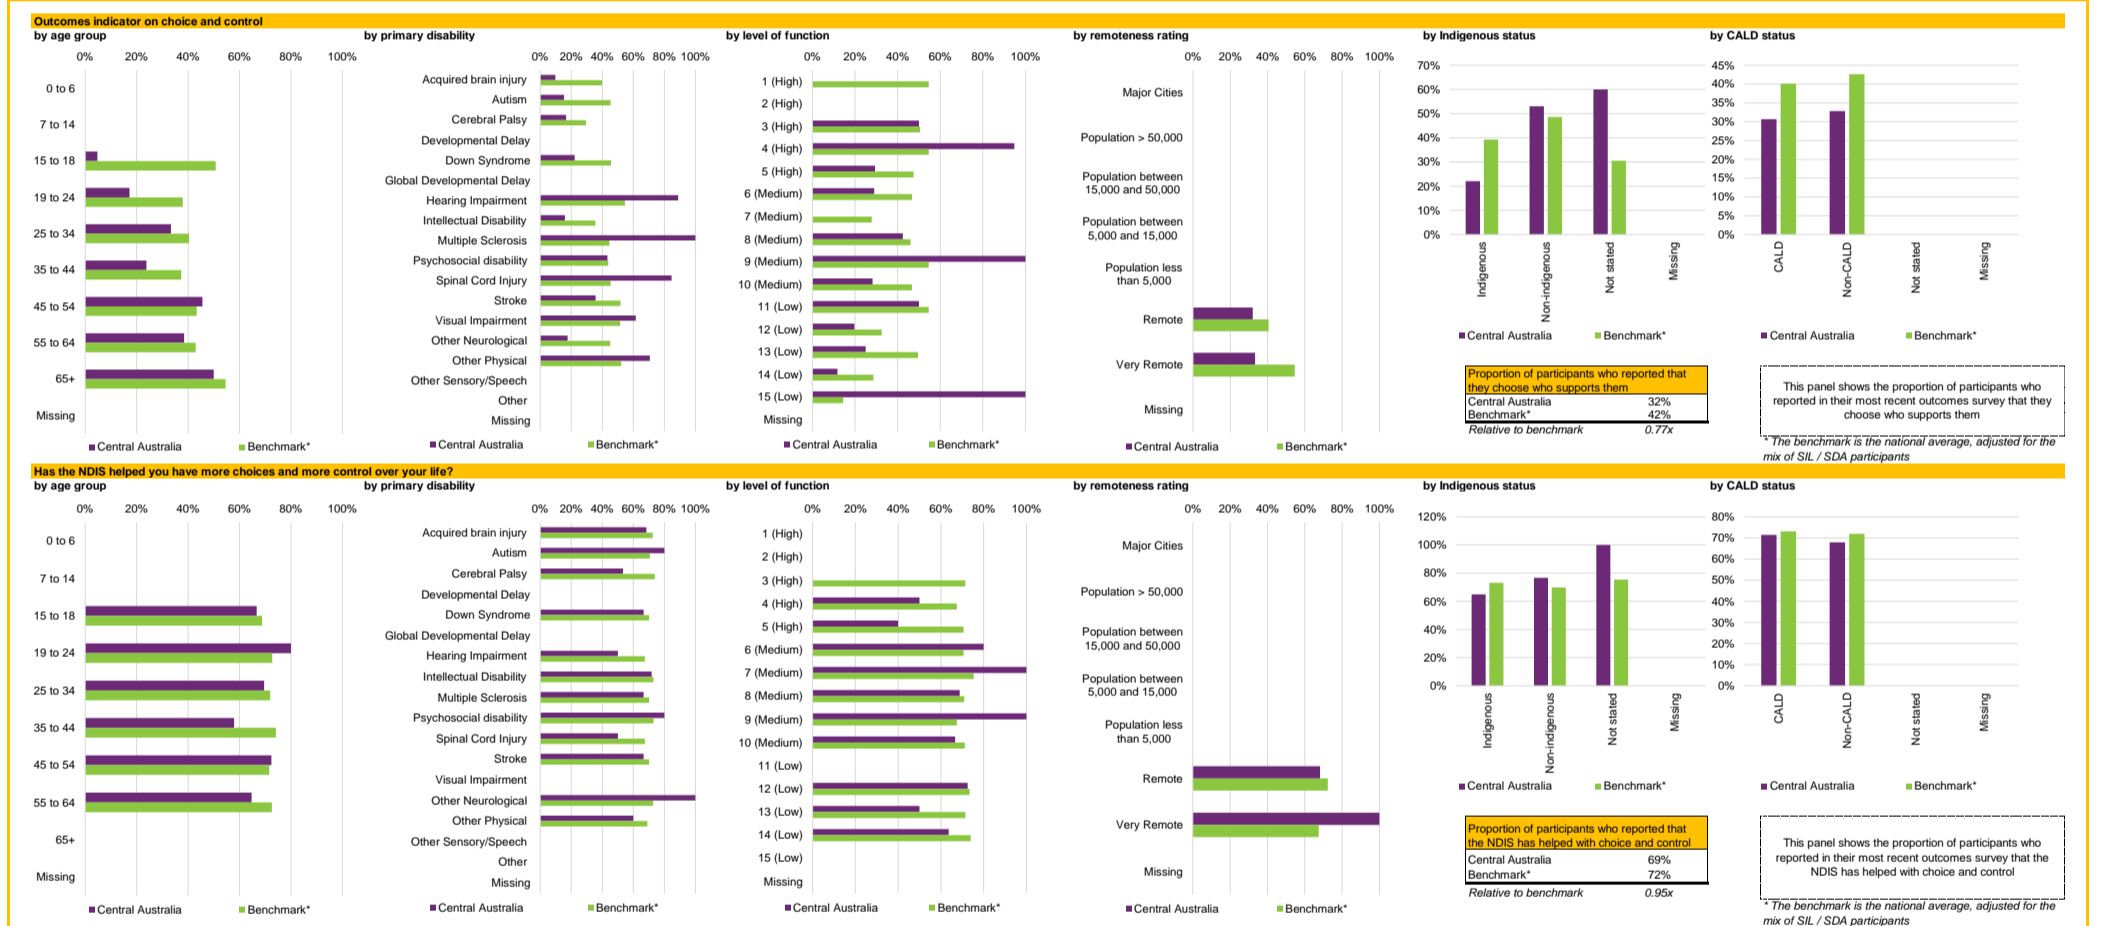 Outcomes indicator on choice and control
by age group
0% 20% 40% 60% 80% 100%
0 to 6
7 to 14
15 to 18
19 to 24
25 to 34
35 to 44
45 to 54
55 to 64
65+
Missing
Central Australia Benchmark*
by primary disability
0% 20% 40% 60% 80% 100%
Acquired brain injury
Autism
Cerebral Palsy
Developmental Delay
Down Syndrome
Global Developmental Delay
Hearing Impairment
Intellectual Disability
Multiple Sclerosis
Psychosocial disability
Spinal Cord Injury
Stroke
Visual Impairment
Other Neurological
Other Physical
Other Sensory/Speech
Other
Missing
Central Australia Benchmark*
by level of function
0% 20% 40% 60% 80% 100%
1 (High)
2 (High)
3 (High)
4 (High)
5 (High)
6 (Medium)
7 (Medium)
8 (Medium)
9 (Medium)
10 (Medium)
11 (Low)
12 (Low)
13 (Low)
14 (Low)
15 (Low)
Missing
Central Australia Benchmark*
by remoteness rating
0% 20% 40% 60% 80% 100%
Major Cities
Population > 50,000
Population between
15,000 and 50,000
Population between
5,000 and 15,000
Population less
than 5,000
Remote
Very Remote
Missing
Central Australia Benchmark*
by Indigenous status
70%
60%
50%
40%
30%
20%
10%
0%
Indigenous
Non-indigenous
Not stated
Missing
Central Australia Benchmark*
Proportion of participants who reported that
they choose who supports them
Central Australia 32%
Benchmark* 42%
Relative to benchmark 0.77x
by CALD status
45%
40%
35%
30%
25%
20%
15%
10%
5%
0%
CALD
Non-CALD
Not stated
Missing
Central Australia Benchmark*
This panel shows the proportion of participants who
reported in their most recent outcomes survey that they
choose who supports them
* The benchmark is the national average, adjusted for the
mix of SIL / SDA participants
Has the NDIS helped you have more choices and more control over your life?
by age group
0% 20% 40% 60% 80% 100%
0 to 6
7 to 14
15 to 18
19 to 24
25 to 34
35 to 44
45 to 54
55 to 64
65+
Missing
Central Australia Benchmark*
by primary disability
0% 20% 40% 60% 80% 100%
Acquired brain injury
Autism
Cerebral Palsy
Developmental Delay
Down Syndrome
Global Developmental Delay
Hearing Impairment
Intellectual Disability
Multiple Sclerosis
Psychosocial disability
Spinal Cord Injury
Stroke
Visual Impairment
Other Neurological
Other Physical
Other Sensory/Speech
Other
Missing
Central Australia Benchmark*
by level of function
0% 20% 40% 60% 80% 100%
1 (High)
2 (High)
3 (High)
4 (High)
5 (High)
6 (Medium)
7 (Medium)
8 (Medium)
9 (Medium)
10 (Medium)
11 (Low)
12 (Low)
13 (Low)
14 (Low)
15 (Low)
Missing
Central Australia Benchmark*
by remoteness rating
0% 20% 40% 60% 80% 100%
Major Cities
Population > 50,000
Population between
15,000 and 50,000
Population between
5,000 and 15,000
Population less
than 5,000
Remote
Very Remote
Missing
Central Australia Benchmark*
by Indigenous status
120%
100%
80%
60%
40%
20%
0%
Indigenous
Non-indigenous
Not stated
Missing
Central Australia Benchmark*
Proportion of participants who reported that
the NDIS has helped with choice and control
Central Australia 69%
Benchmark* 72%
Relative to benchmark 0.95x
by CALD status
80%
70%
60%
50%
40%
30%
20%
10%
0%
CALD
Non-CALD
Not stated
Missing
Central Australia Benchmark*
This panel shows the proportion of participants who
reported in their most recent outcomes survey that the
NDIS has helped with choice and control
* The benchmark is the national average, adjusted for the
mix of SIL / SDA participants